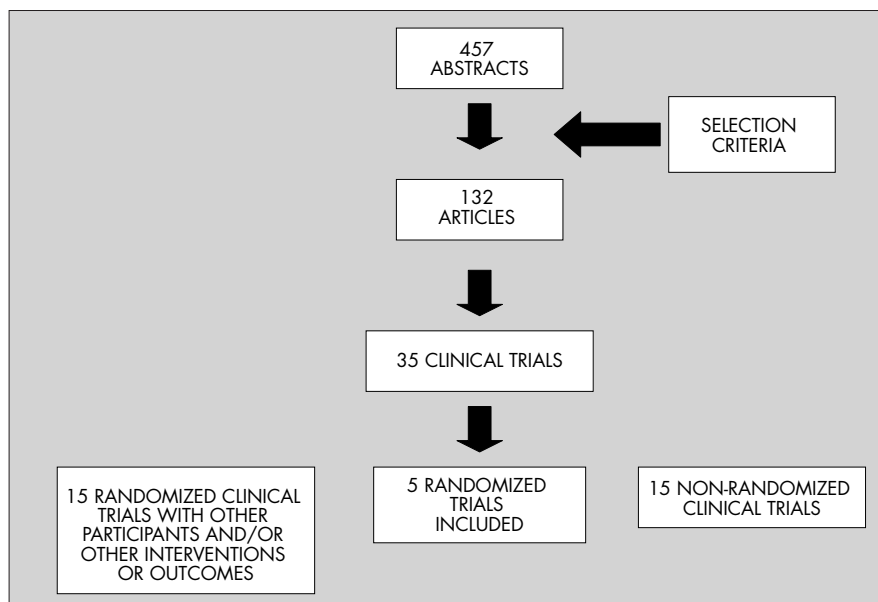 457
ABSTRACTS
SELECTION
CRITERIA
132
ARTICLES
35 CLINICAL TRIALS
15 RANDOMIZED CLINICAL
TRIALS WITH OTHER
PARTICIPANTS AND/OR
OTHER INTERVENTIONS
OR OUTCOMES
5 RANDOMIZED
TRIALS
INCLUDED
15 NON-RANDOMIZED
CLINICAL TRIALS